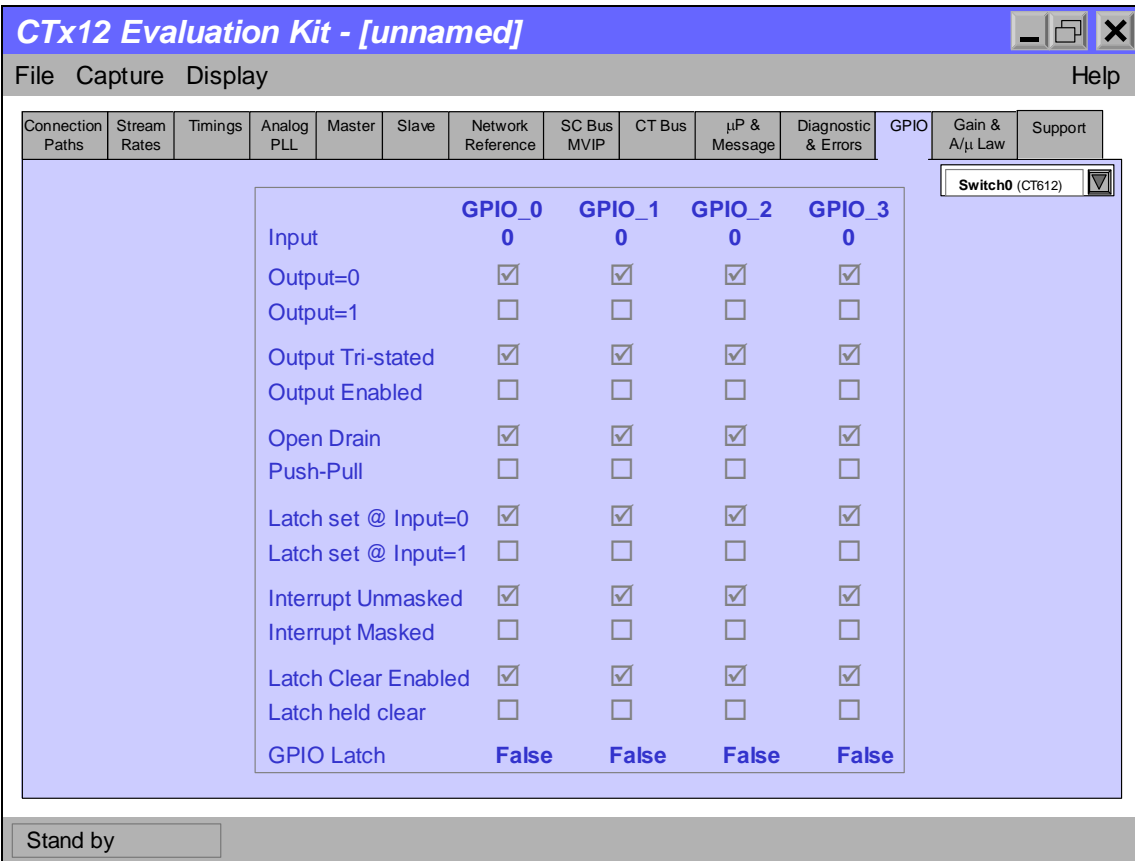 CTx12 Evaluation Kit - [unnamed]
File Capture Display Help
Connection Paths
Stream Rates
Timings
Analog PLL
Master
Slave
Network Reference
SC Bus MVIP
CT Bus
µP & Message
Diagnostic & Errors
GPIO
Gain & A/µ Law
Support
Switch0 (CT612)
GPIO_0 GPIO_1 GPIO_2 GPIO_3
Input 0 0 0 0
Output=0
Output=1
Output Tri-stated
Output Enabled
Open Drain
Push-Pull
Latch set @ Input=0
Latch set @ Input=1
Interrupt Unmasked
Interrupt Masked
Latch Clear Enabled
Latch held clear
GPIO Latch False False False False
Stand by